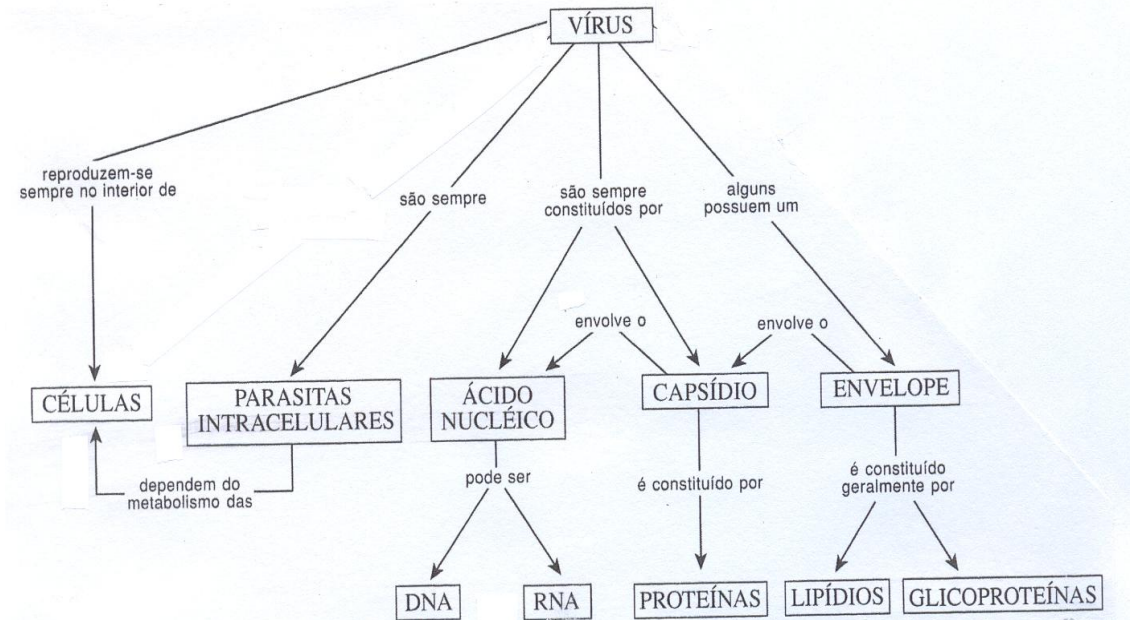 VÍRUS
reproduzem-se
sempre no interior de
são sempre
são sempre
constituídos por
alguns
possuem um
envolve o
envolve o
CÉLULAS
PARASITAS
INTRACELULARES
ÁCIDO
NUCLÉICO
CAPSÍDIO
ENVELOPE
dependem do
metabolismo das
pode ser
é constituído por
é constituído
geralmente por
DNA
RNA
PROTEÍNAS
LIPÍDIOS
GLICOPROTEÍNAS